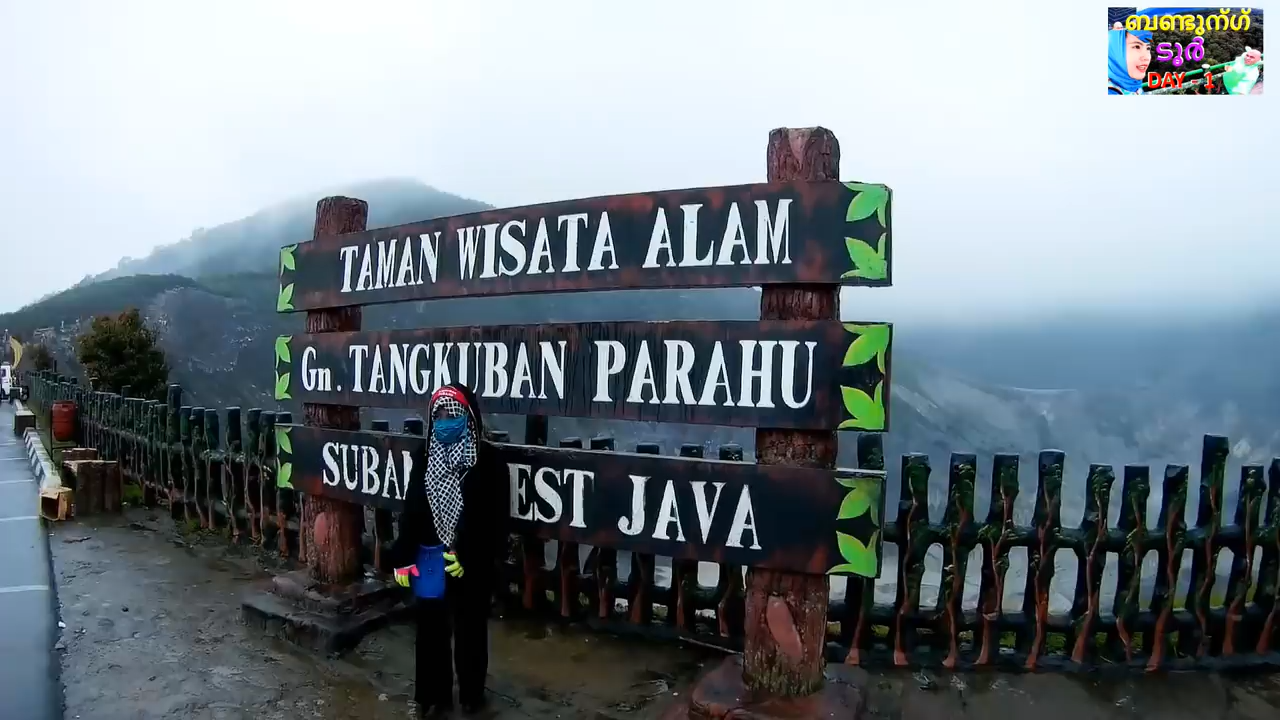 ബണ്ടുന്ഗ്
ടൂർ
DAY - 1
TAMAN WISATA ALAM
Gn. TANGKUBAN PARAHU
SUBA EST JAVA